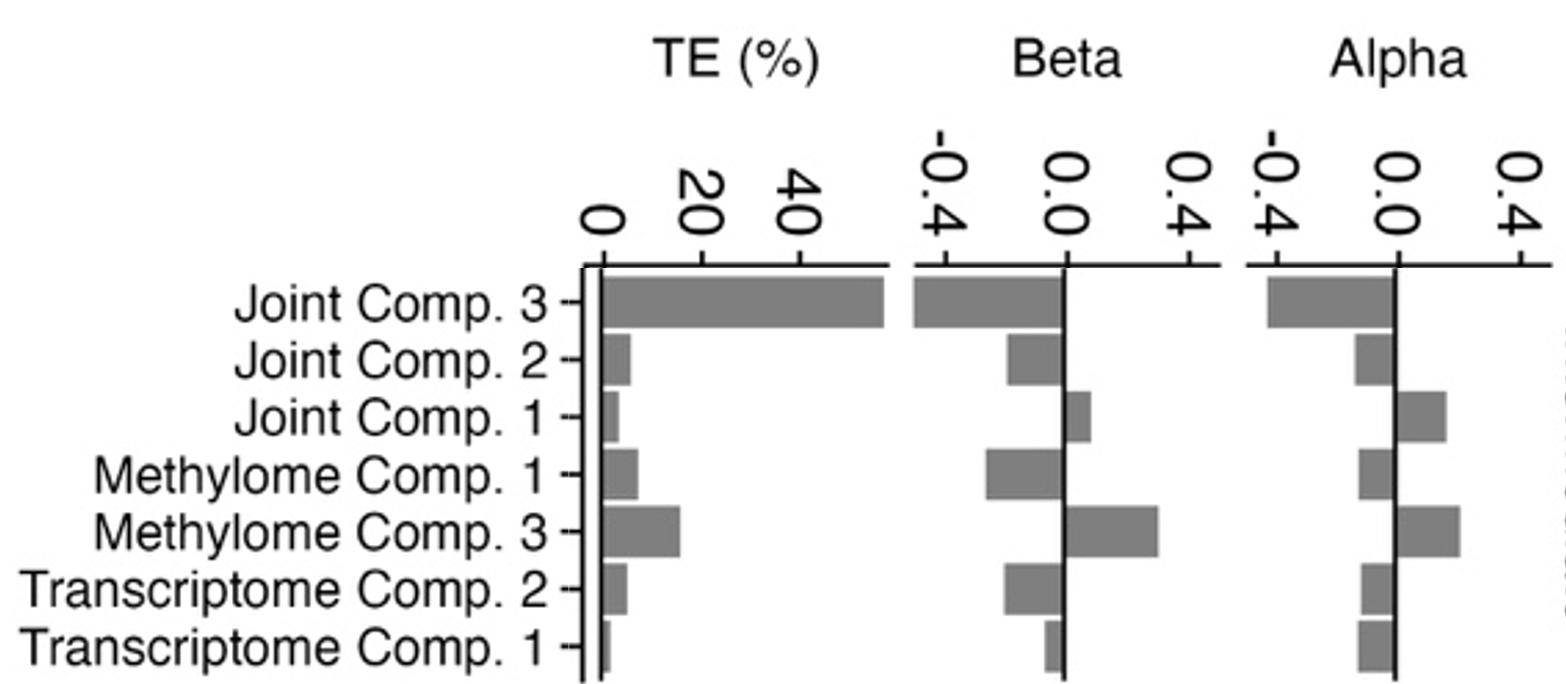 TE (%) Beta Alpha
0 20 40 -0.4 0.0 0.4 -0.4 0.0 0.4
Joint Comp. 3
Joint Comp. 2
Joint Comp. 1
Methylome Comp. 1
Methylome Comp. 3
Transcriptome Comp. 2
Transcriptome Comp. 1